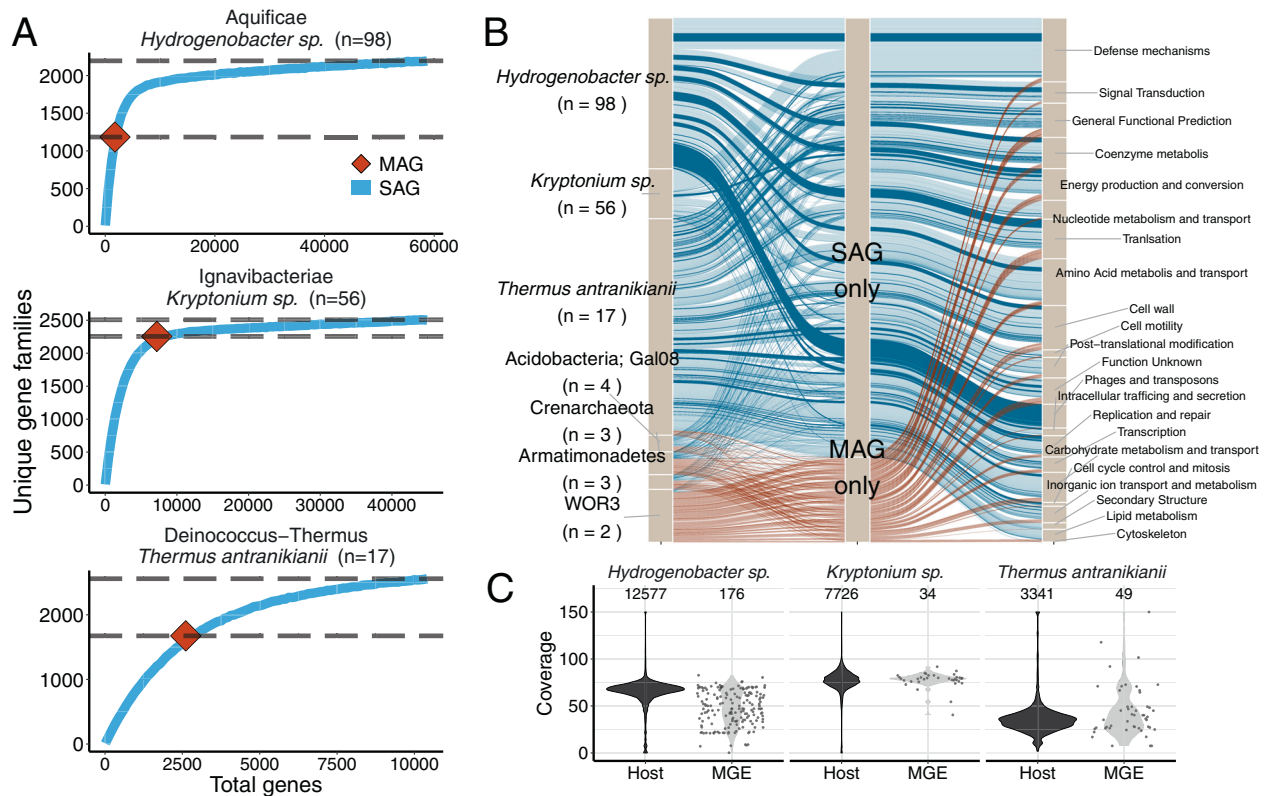 A
Aquificae
Hydrogenobacter sp. (n=98)
2000
1500
1000
500
0
MAG
SAG
0
20000
40000
60000
Ignavibacteriae
Kryptonium sp. (n=56)
2500
2000
1500
1000
500
0
0
10000
20000
30000
40000
Deinococcus−Thermus
Thermus antranikianii (n=17)
2000
1000
0
0
2500
5000
7500
10000
Unique gene families
Total genes
B
Hydrogenobacter sp.
(n = 98 )
Kryptonium sp.
(n = 56 )
Thermus antranikianii
(n = 17 )
Acidobacteria; Gal08
(n = 4 )
Crenarchaeota
(n = 3 )
Armatimonadetes
(n = 3 )
WOR3
(n = 2 )
SAG
only
MAG
only
Defense mechanisms
Signal Transduction
General Functional Prediction
Coenzyme metabolis
Energy production and conversion
Nucleotide metabolism and transport
Tranlsation
Amino Acid metabolis and transport
Cell wall
Cell motility
Post−translational modification
Function Unknown
Phages and transposons
Intracellular trafficing and secretion
Replication and repair
Transcription
Carbohydrate metabolism and transport
Cell cycle control and mitosis
Inorganic ion transport and metabolism
Secondary Structure
Lipid metabolism
Cytoskeleton
C
Hydrogenobacter sp.
Kryptonium sp.
Thermus antranikianii
12577
176
7726
34
3341
49
Coverage
150
100
50
0
Host
MGE
Host
MGE
Host
MGE